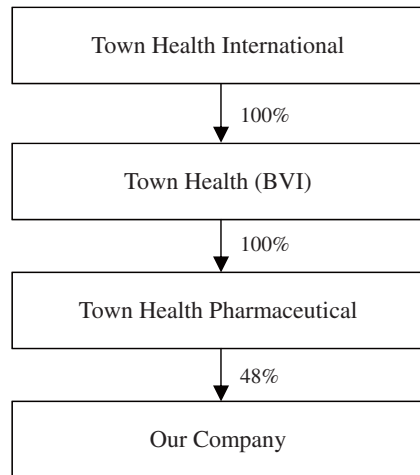 Town Health International
100%
Town Health (BVI)
100%
Town Health Pharmaceutical
48%
Our Company